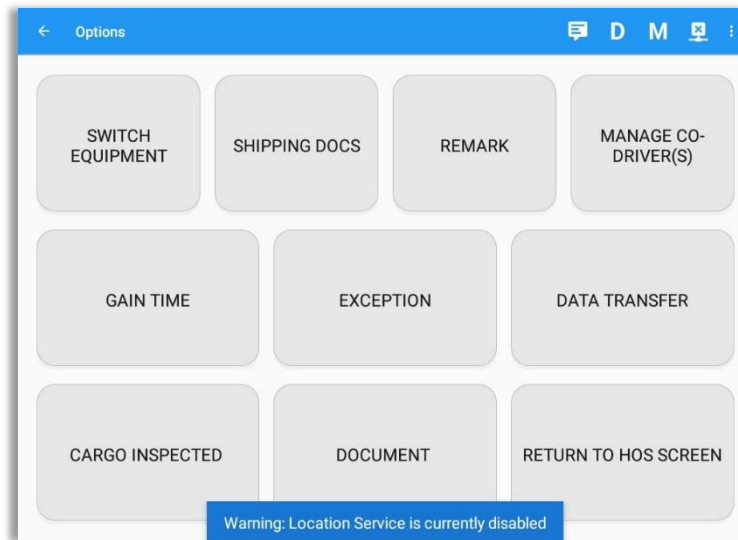 Options
D M
SWITCH
EQUIPMENT
SHIPPING DOCS
REMARK
MANAGE CO-
DRIVER(S)
GAIN TIME
EXCEPTION
DATA TRANSFER
CARGO INSPECTED
DOCUMENT
RETURN TO HOS SCREEN
Warning: Location Service is currently disabled